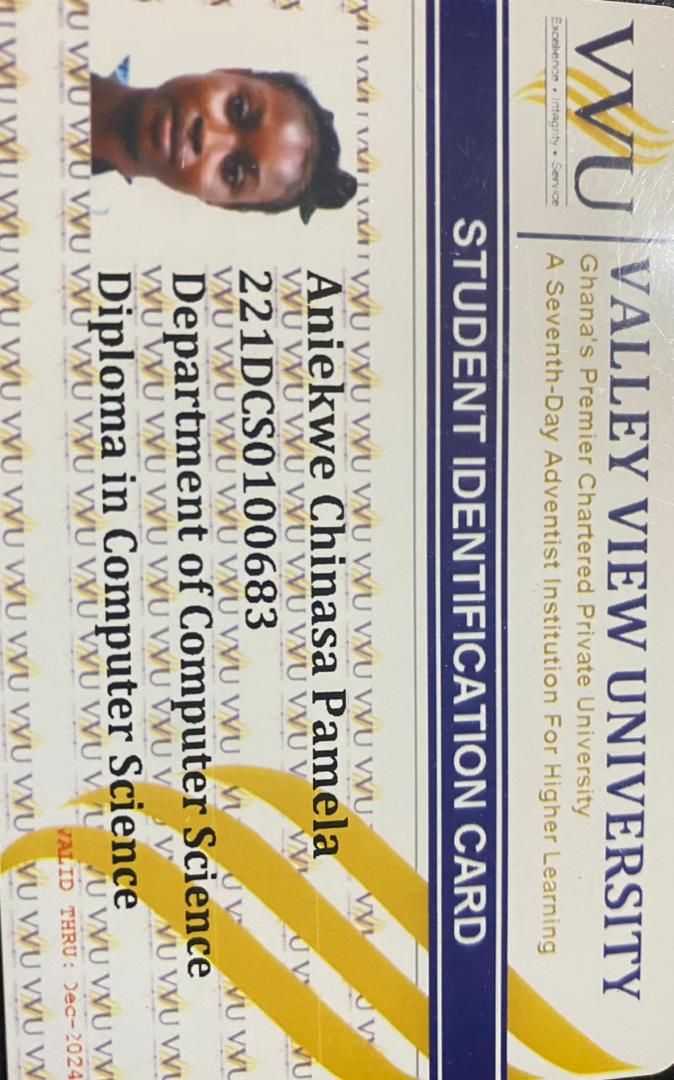 VVU
Excellence • Integrity • Service
VALLEY VIEW UNIVERSITY
Ghana's Premier Chartered Private University
A Seventh-Day Adventist Institution For Higher Learning
STUDENT IDENTIFICATION CARD
Aniekwe Chinasa Pamela
221DCS0100683
Department of Computer Science
Diploma in Computer Science
VALID THRU: Dec-2024